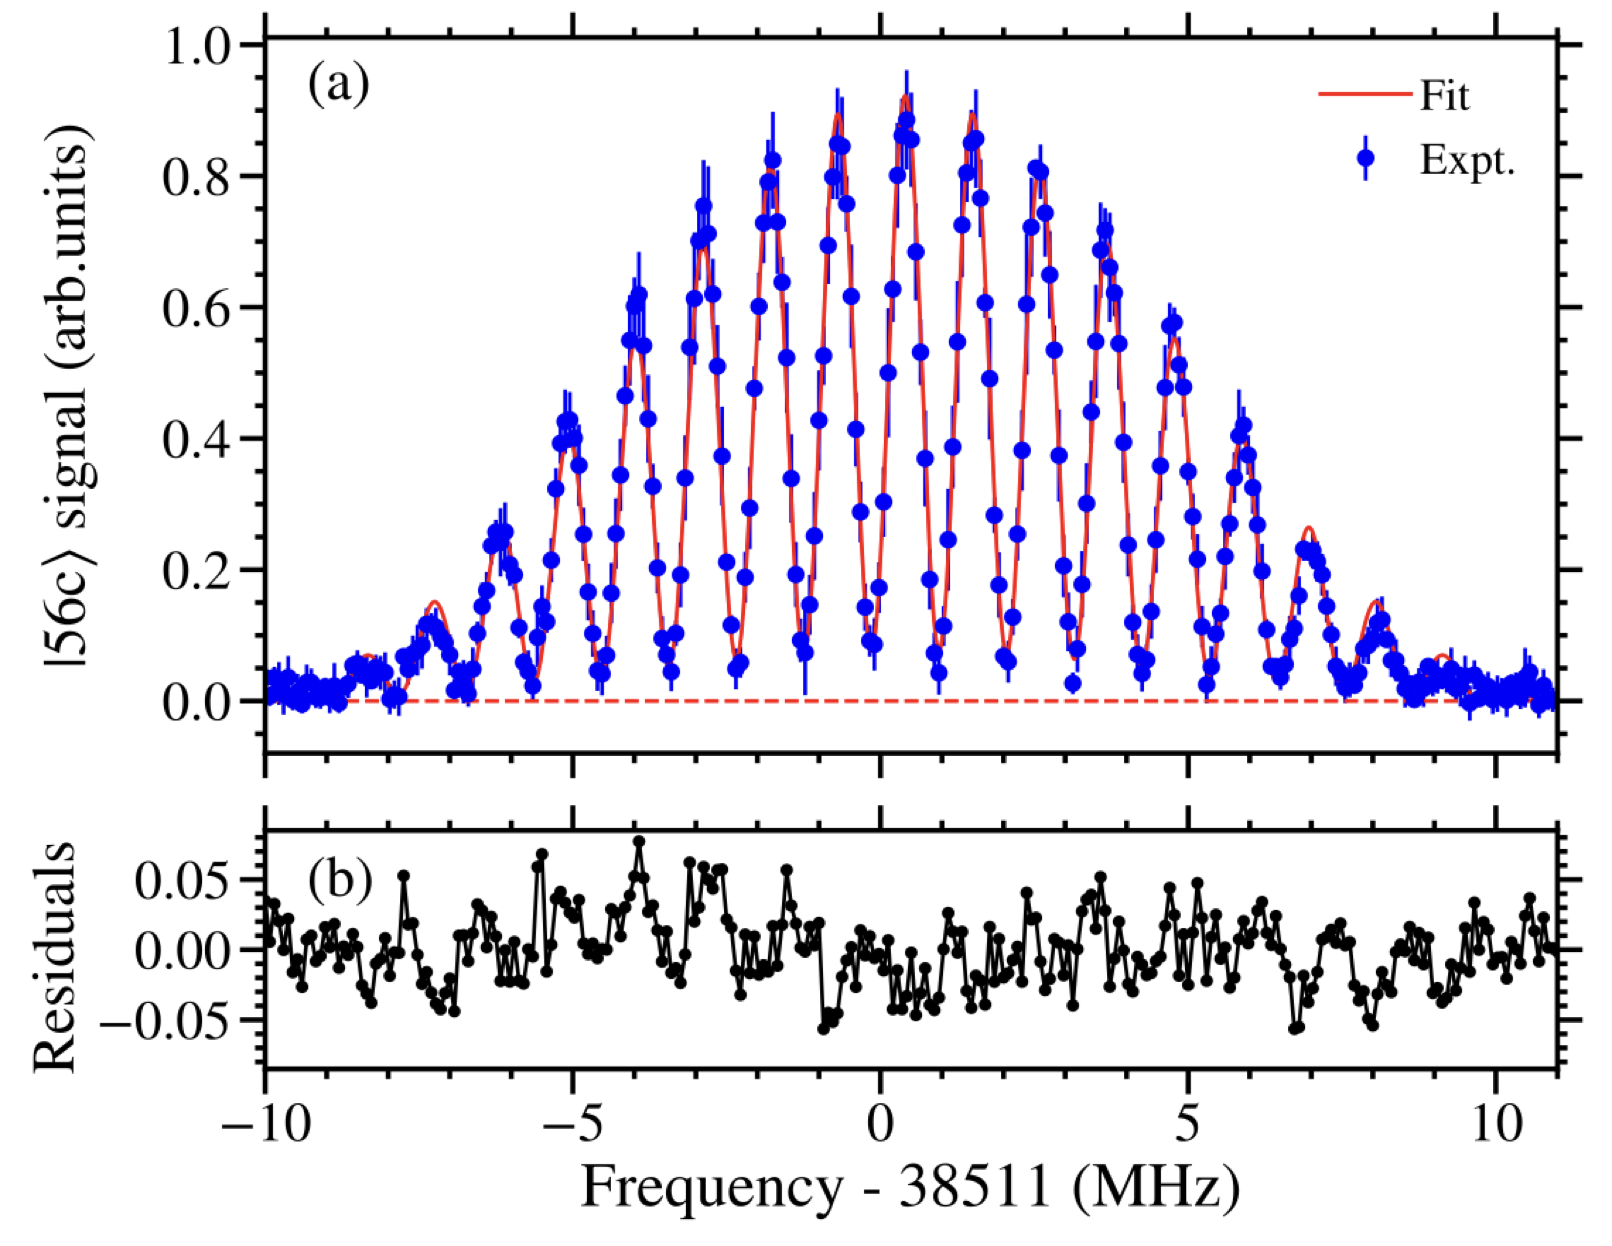 1.0
0.8
0.6
0.4
0.2
0.0
|56c⟩ signal (arb.units)
(a)
Fit
Expt.
0.05
0.00
−0.05
Residuals
(b)
−10 −5 0 5 10
Frequency - 38511 (MHz)